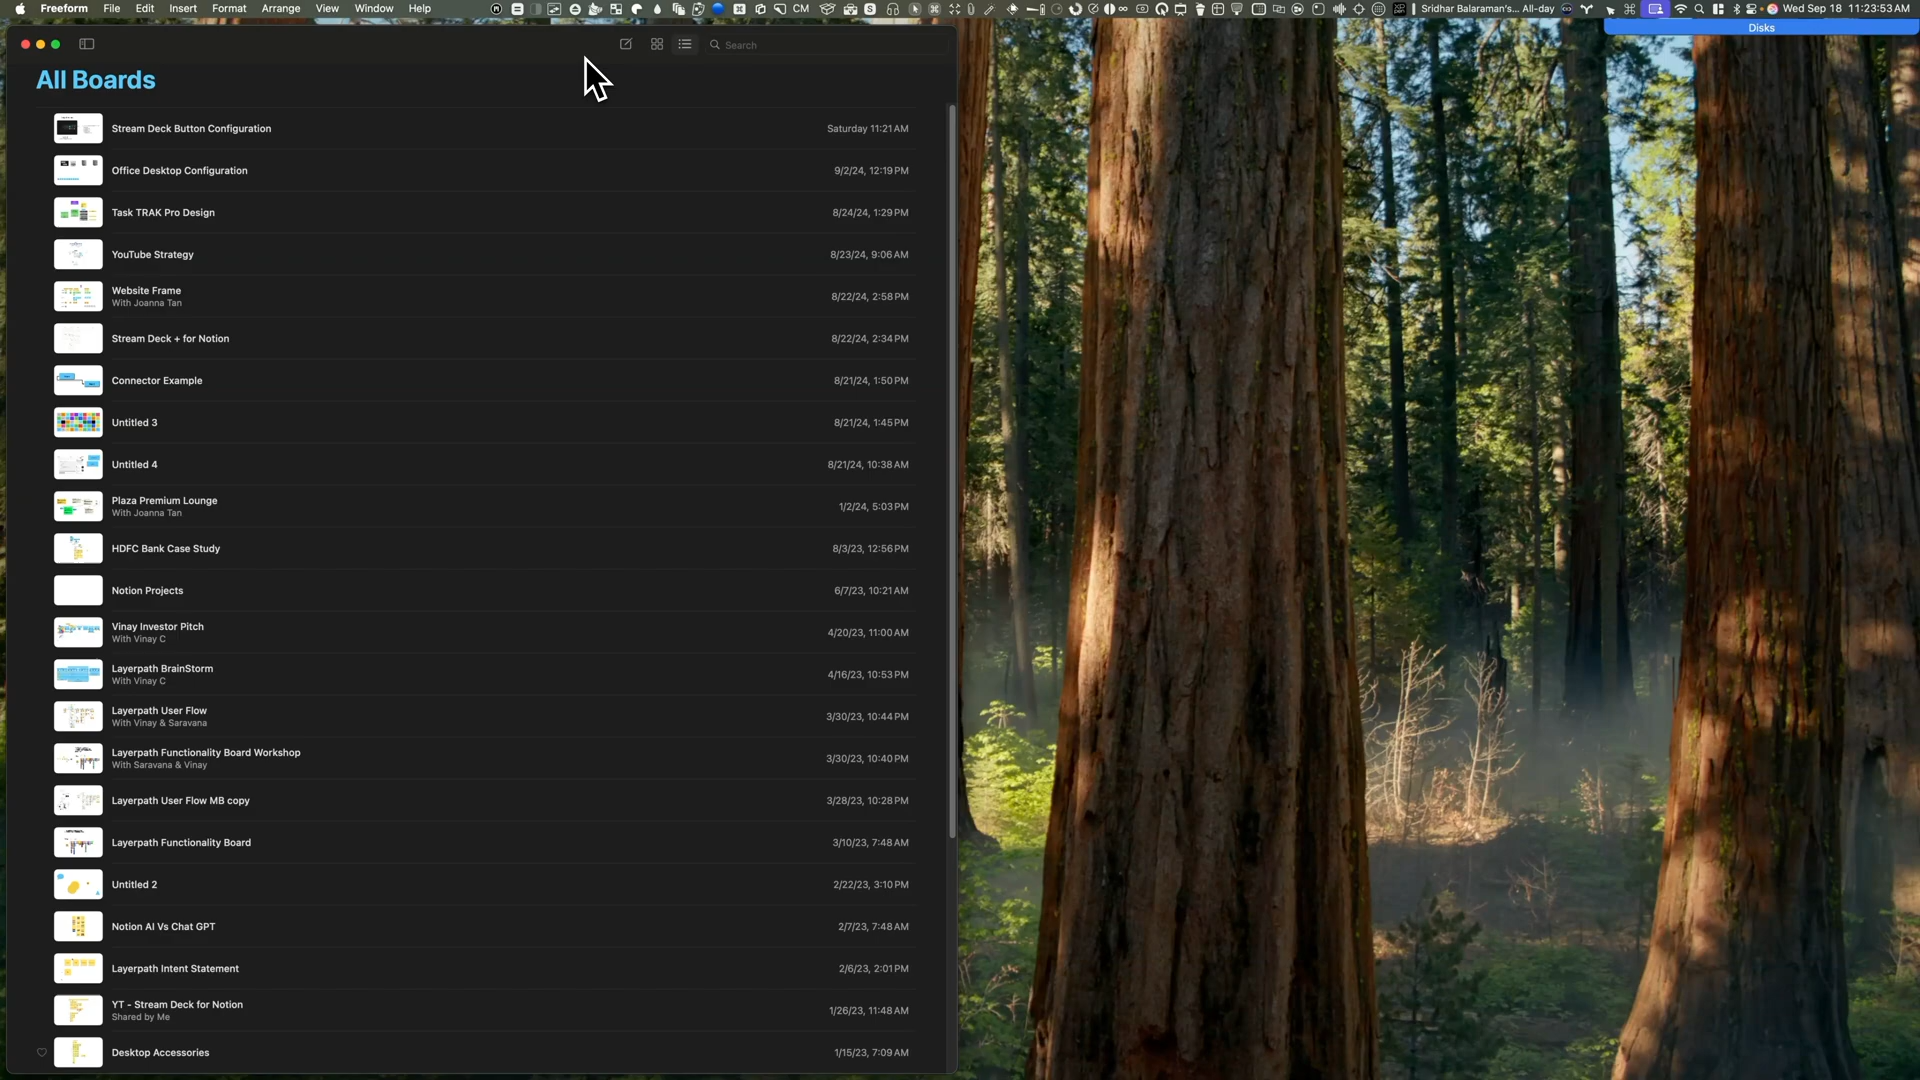 Freeform File Edit Insert Format Arrange View Window Help CM Sridhar Balaraman's... All-day Wed Sep 18 11:23:53 AM
Disks
Search
All Boards
Stream Deck Button Configuration Saturday 11:21 AM
Office Desktop Configuration 9/2/24, 12:19 PM
Task TRAK Pro Design 8/24/24, 1:29 PM
YouTube Strategy 8/23/24, 9:06 AM
Website Frame 8/22/24, 2:58 PM
With Joanna Tan
Stream Deck + for Notion 8/22/24, 2:34 PM
Connector Example 8/21/24, 1:50 PM
Untitled 3 8/21/24, 1:45 PM
Untitled 4 8/21/24, 10:38 AM
Plaza Premium Lounge 1/2/24, 5:03 PM
With Joanna Tan
HDFC Bank Case Study 8/3/23, 12:56 PM
Notion Projects 6/7/23, 10:21 AM
Vinay Investor Pitch 4/20/23, 11:00 AM
With Vinay C
Layerpath BrainStorm 4/16/23, 10:53 PM
With Vinay C
Layerpath User Flow 3/30/23, 10:44 PM
With Vinay & Saravana
Layerpath Functionality Board Workshop 3/30/23, 10:40 PM
With Saravana & Vinay
Layerpath User Flow MB copy 3/28/23, 10:28 PM
Layerpath Functionality Board 3/10/23, 7:48 AM
Untitled 2 2/22/23, 3:10 PM
Notion AI Vs Chat GPT 2/7/23, 7:48 AM
Layerpath Intent Statement 2/6/23, 2:01 PM
YT - Stream Deck for Notion 1/26/23, 11:48 AM
Shared by Me
Desktop Accessories 1/15/23, 7:09 AM